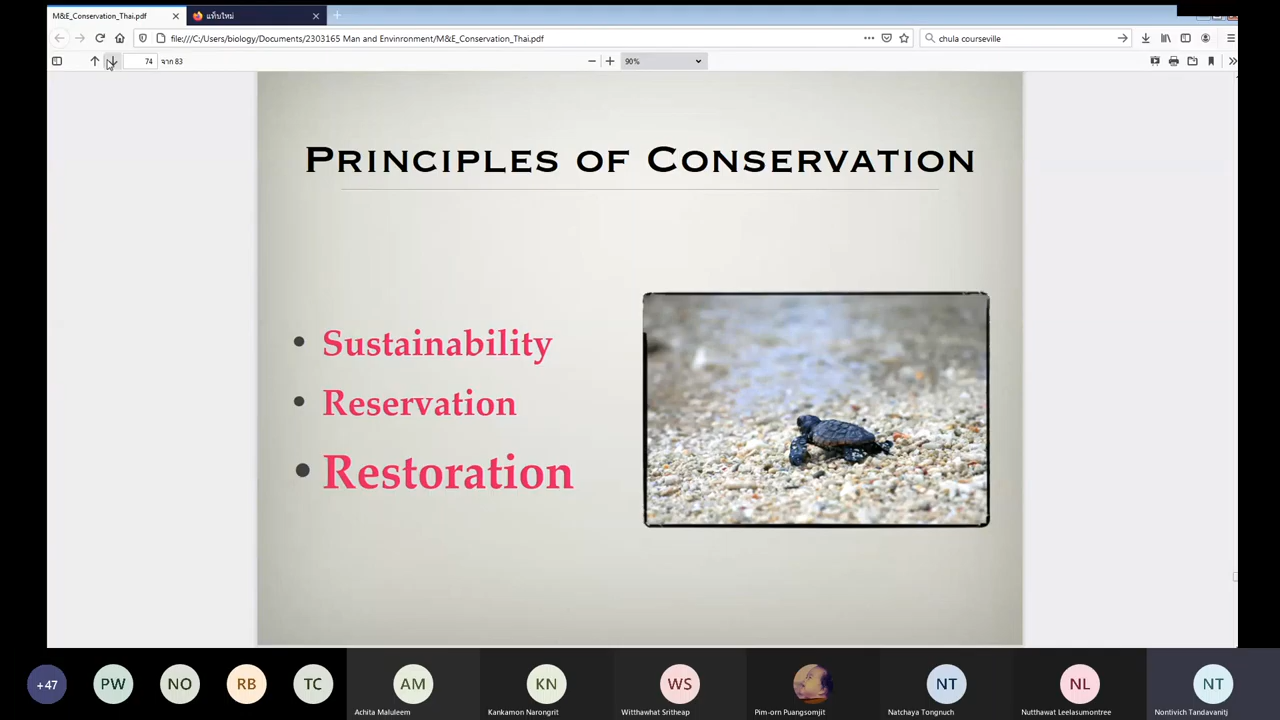 M&E_Conservation_Thai.pdf
แท็บใหม่
file:///C:/Users/biology/Documents/2303165 Man and Envinronment/M&E_Conservation_Thai.pdf
chula courseville
74 จาก 83
90%
Principles of Conservation
• Sustainability
• Reservation
• Restoration
+47
PW
NO
RB
TC
AM
KN
WS
NT
NL
NT
Achita Maluleem
Kankamon Narongrit
Witthawhat Sritheap
Pim-orn Puangsomjit
Natchaya Tongnuch
Nutthawat Leelasumontree
Nontivich Tandavanitj